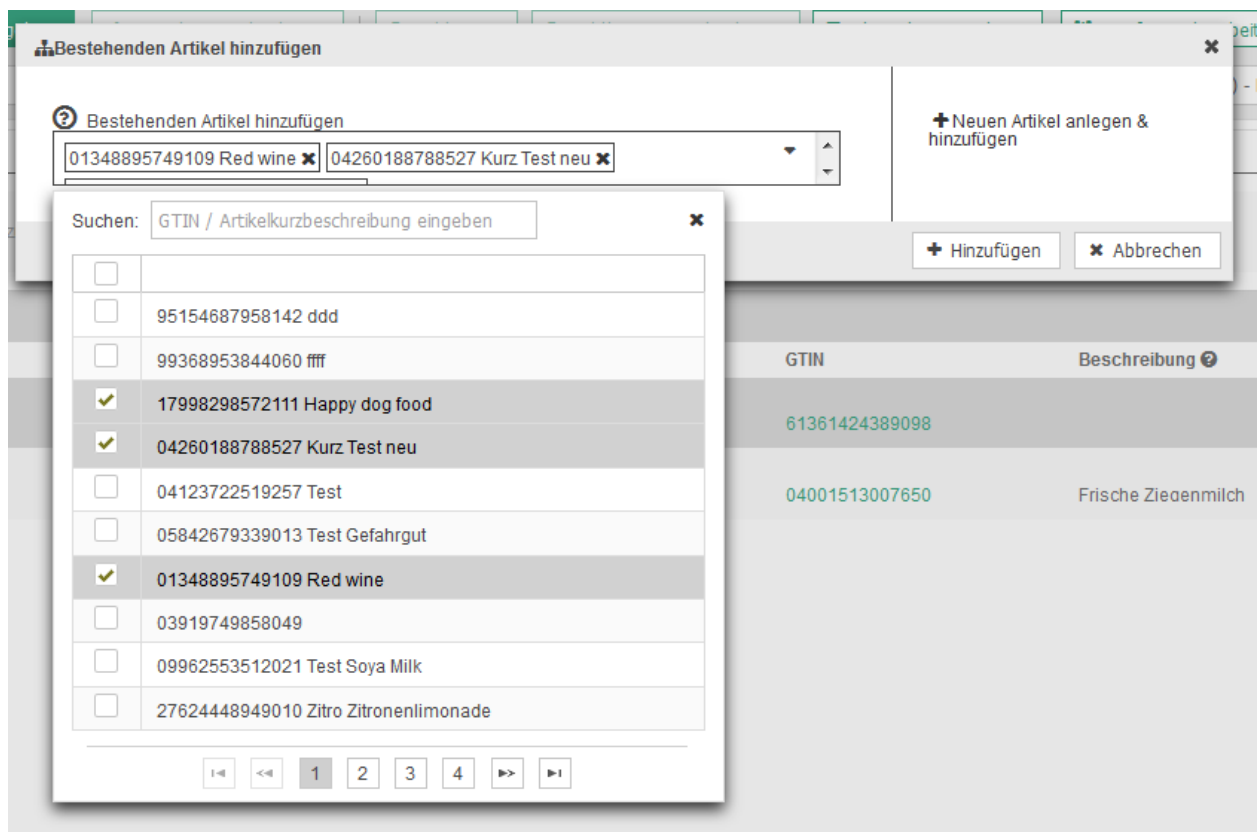 Bestehenden Artikel hinzufügen
Bestehenden Artikel hinzufügen
01348895749109 Red wine
04260188788527 Kurz Test neu
Neuen Artikel anlegen &
hinzufügen
Suchen:
GTIN / Artikelkurzbeschreibung eingeben
Hinzufügen
Abbrechen
95154687958142 ddd
99368953844060 ffff
17998298572111 Happy dog food
04260188788527 Kurz Test neu
04123722519257 Test
05842679339013 Test Gefahrgut
01348895749109 Red wine
03919749858049
09962553512021 Test Soya Milk
27624448949010 Zitro Zitronenlimonade
1 2 3 4
GTIN Beschreibung
61361424389098
04001513007650 Frische Ziegenmilch